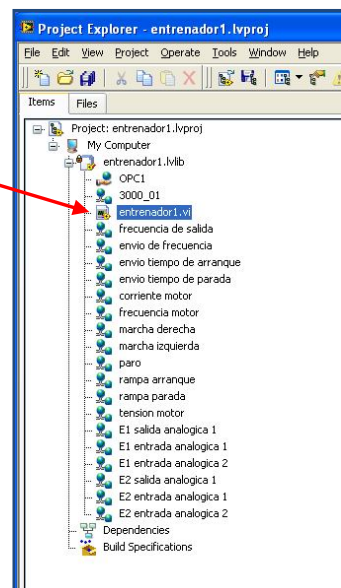 Project Explorer - entrenador1.lvproj
File Edit View Project Operate Tools Window Help
Items Files
Project: entrenador1.lvproj
My Computer
entrenador1.lvlib
OPC1
3000_01
entrenador1.vi
frecuencia de salida
envio de frecuencia
envio tiempo de arranque
envio tiempo de parada
corriente motor
frecuencia motor
marcha derecha
marcha izquierda
paro
rampa arranque
rampa parada
tension motor
E1 salida analogica 1
E1 entrada analogica 1
E1 entrada analogica 2
E2 salida analogica 1
E2 entrada analogica 1
E2 entrada analogica 2
Dependencies
Build Specifications